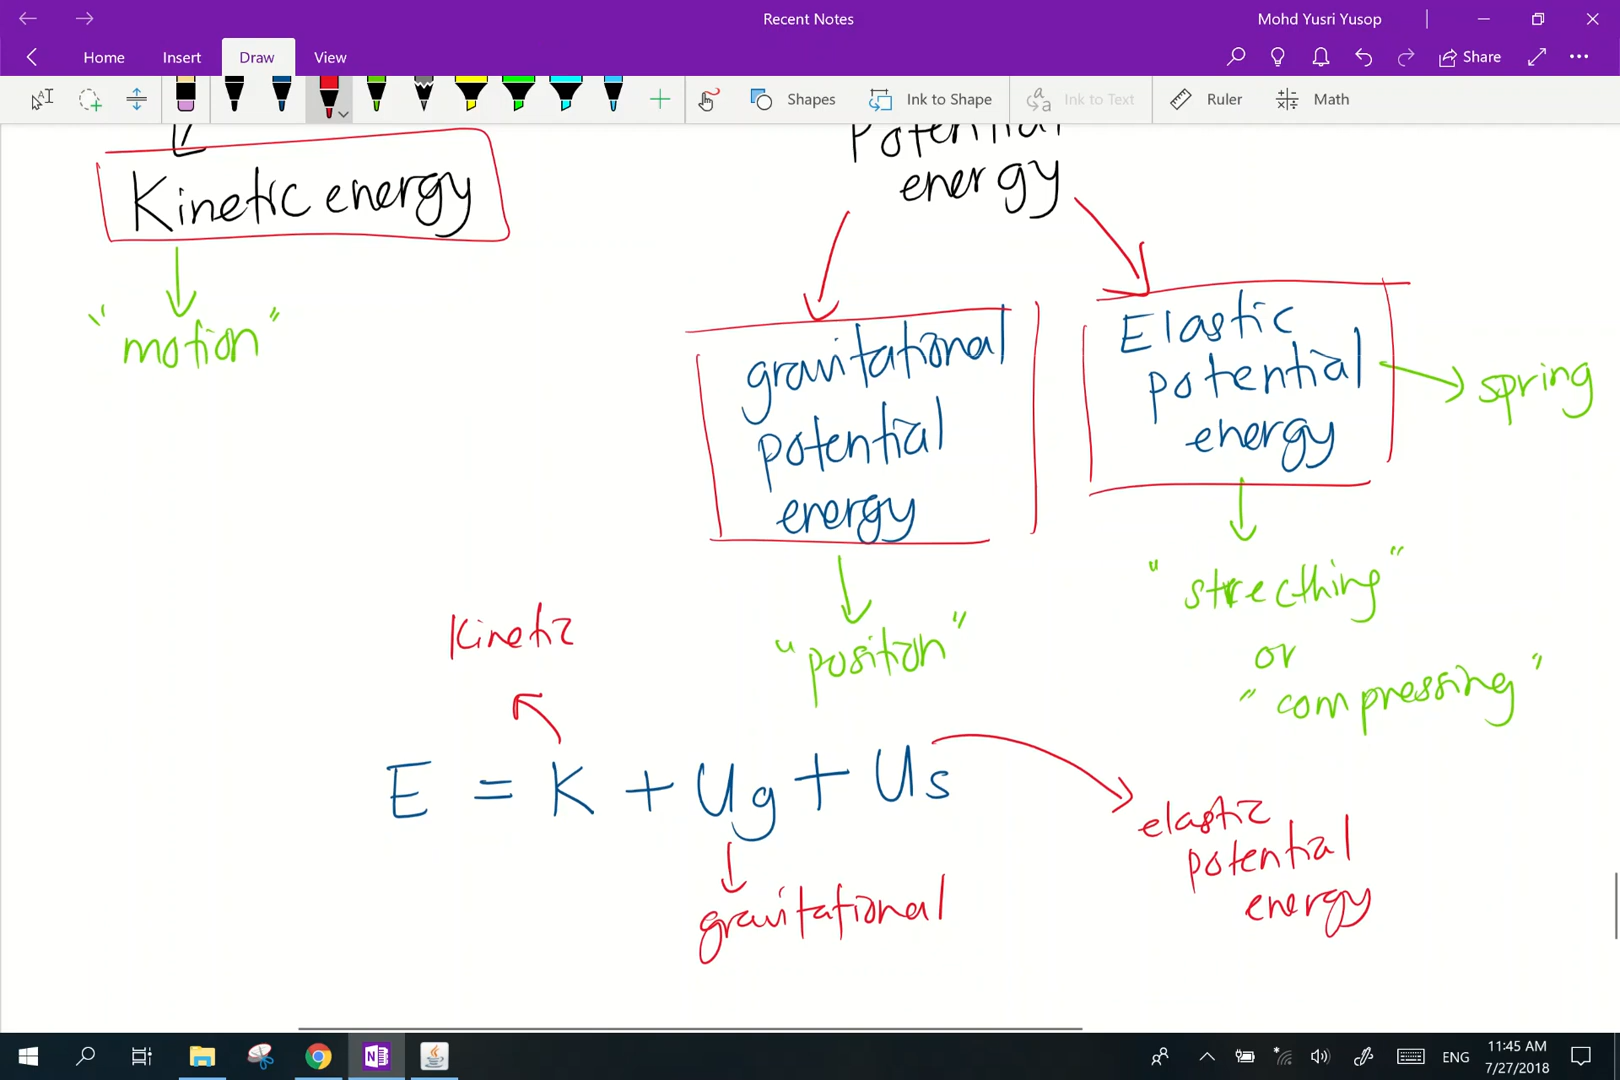 Recent Notes
Mohd Yusri Yusop
Home
Insert
Draw
View
Share
Shapes
Ink to Shape
Ink to Text
Ruler
Math
Kinetic energy
"motion"
Potential
energy
gravitational
potential
energy
"position"
Elastic
potential
energy
spring
"strecthing"
or
"compressing"
Kinetic
E = K + Ug + Us
gravitational
elastic
potential
energy
ENG
11:45 AM
7/27/2018